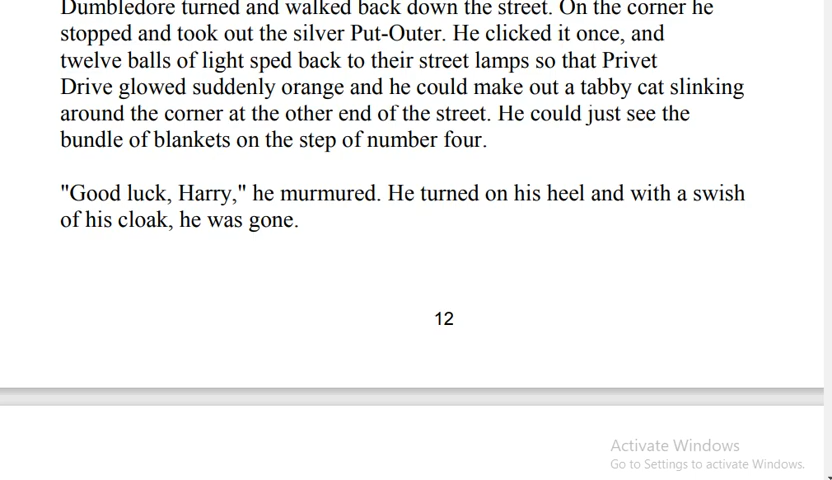 Dumbledore turned and walked back down the street. On the corner he
stopped and took out the silver Put-Outer. He clicked it once, and
twelve balls of light sped back to their street lamps so that Privet
Drive glowed suddenly orange and he could make out a tabby cat slinking
around the corner at the other end of the street. He could just see the
bundle of blankets on the step of number four.
"Good luck, Harry," he murmured. He turned on his heel and with a swish
of his cloak, he was gone.
12
Activate Windows
Go to Settings to activate Windows.